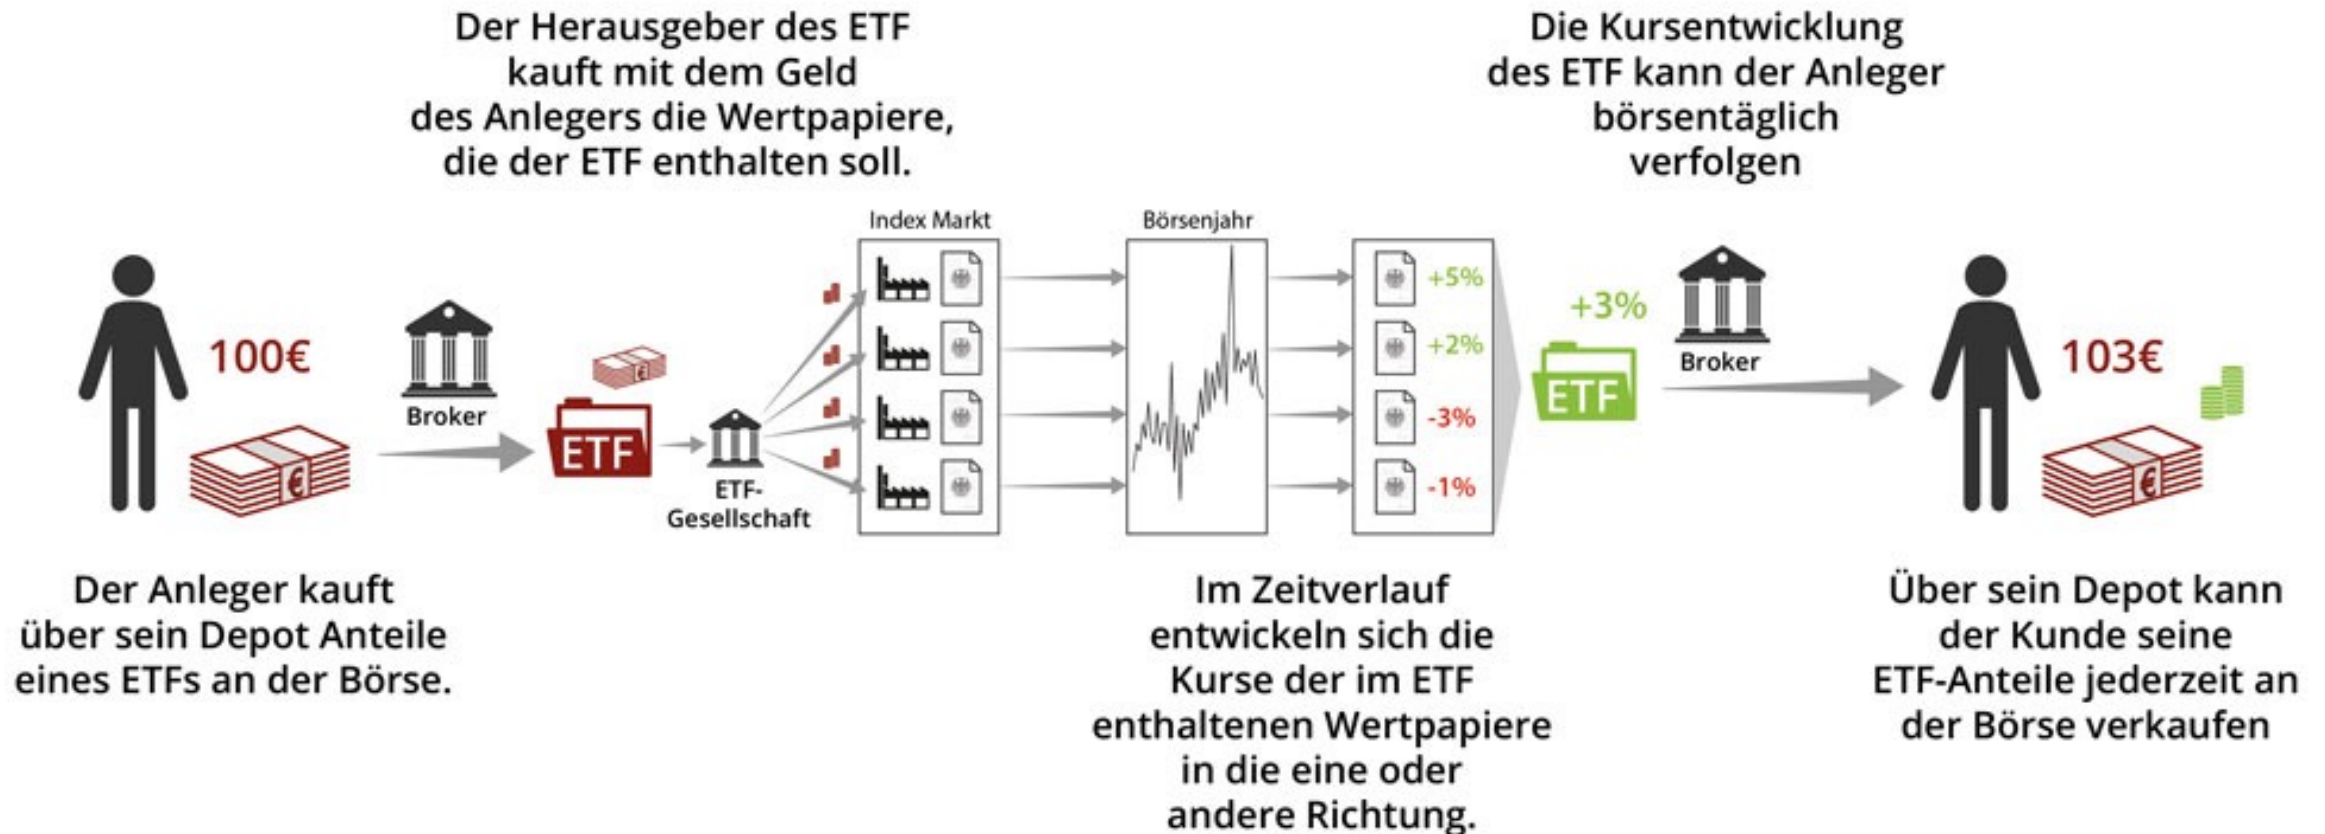 Der Herausgeber des ETF
kauft mit dem Geld
des Anlegers die Wertpapiere,
die der ETF enthalten soll.
Die Kursentwicklung
des ETF kann der Anleger
börsentäglich
verfolgen
100€
€
Broker
€
ETF
ETF-
Gesellschaft
Index Markt
Börsenjahr
+5%
+2%
-3%
-1%
+3%
ETF
Broker
103€
€
Der Anleger kauft
über sein Depot Anteile
eines ETFs an der Börse.
Im Zeitverlauf
entwickeln sich die
Kurse der im ETF
enthaltenen Wertpapiere
in die eine oder
andere Richtung.
Über sein Depot kann
der Kunde seine
ETF-Anteile jederzeit an
der Börse verkaufen